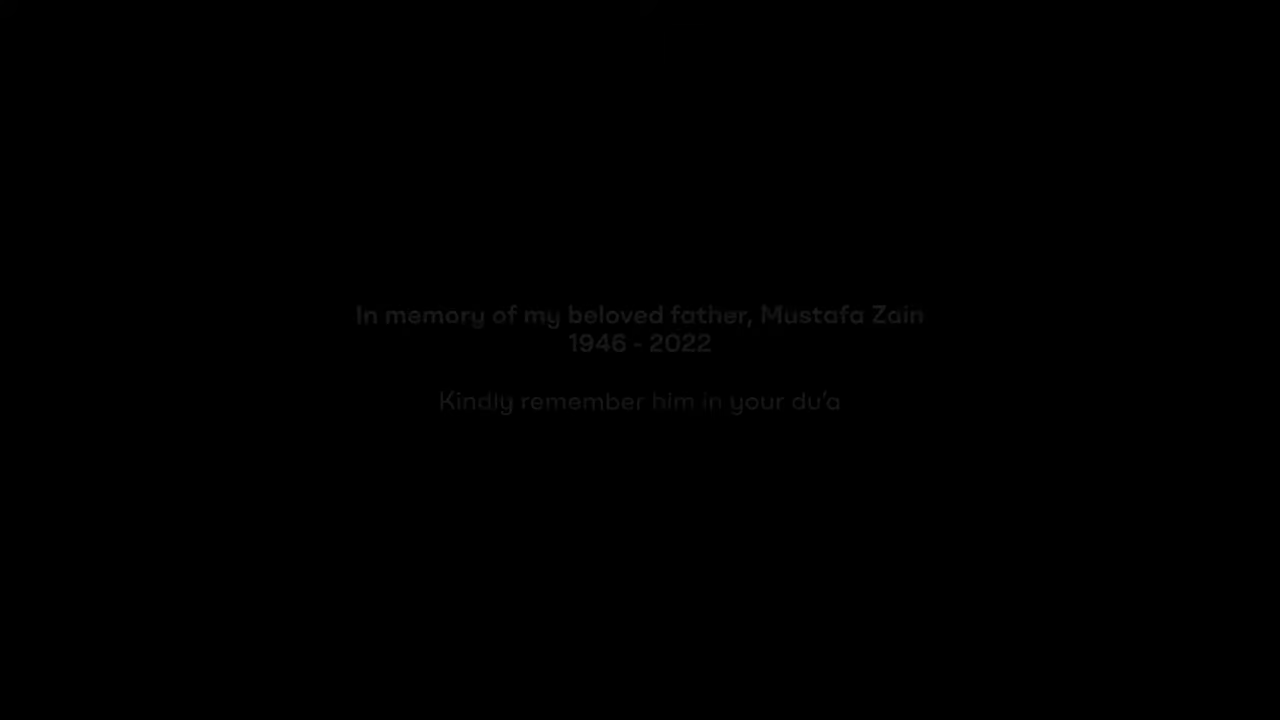 In memory of my beloved father, Mustafa Zain
1946 - 2022
Kindly remember him in your du’a